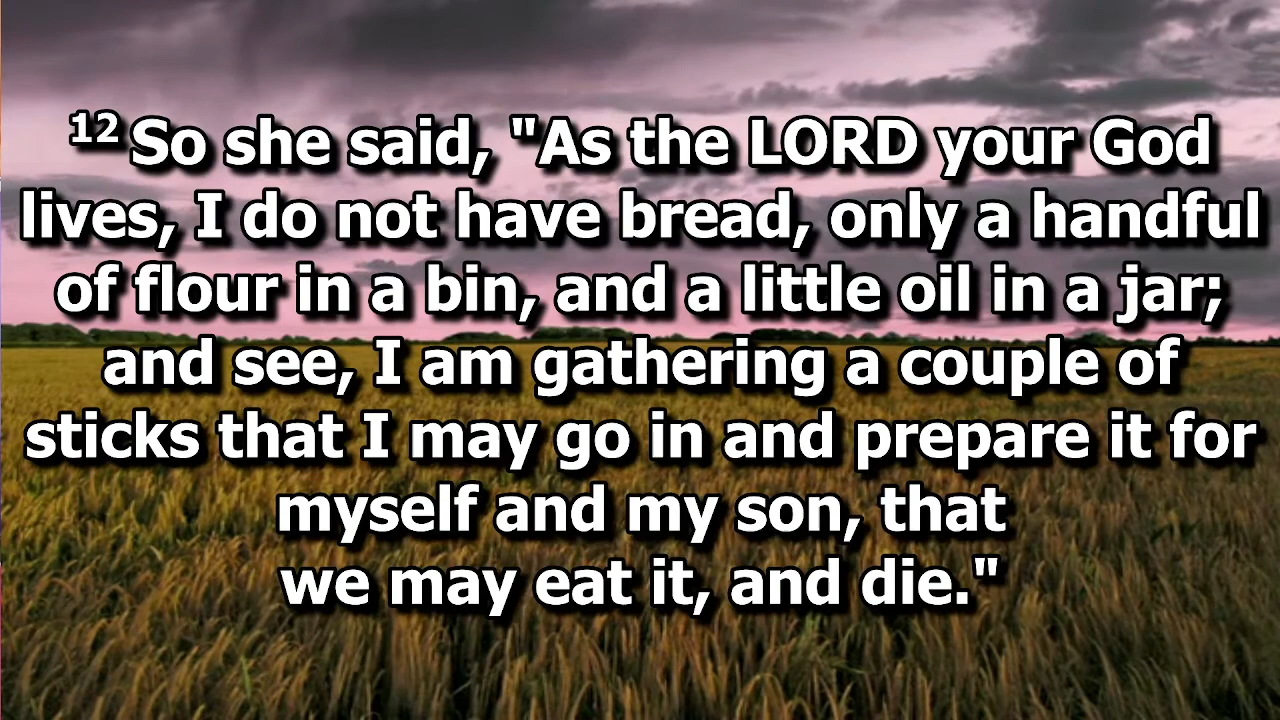 12 So she said, "As the LORD your God
lives, I do not have bread, only a handful
of flour in a bin, and a little oil in a jar;
and see, I am gathering a couple of
sticks that I may go in and prepare it for
myself and my son, that
we may eat it, and die."